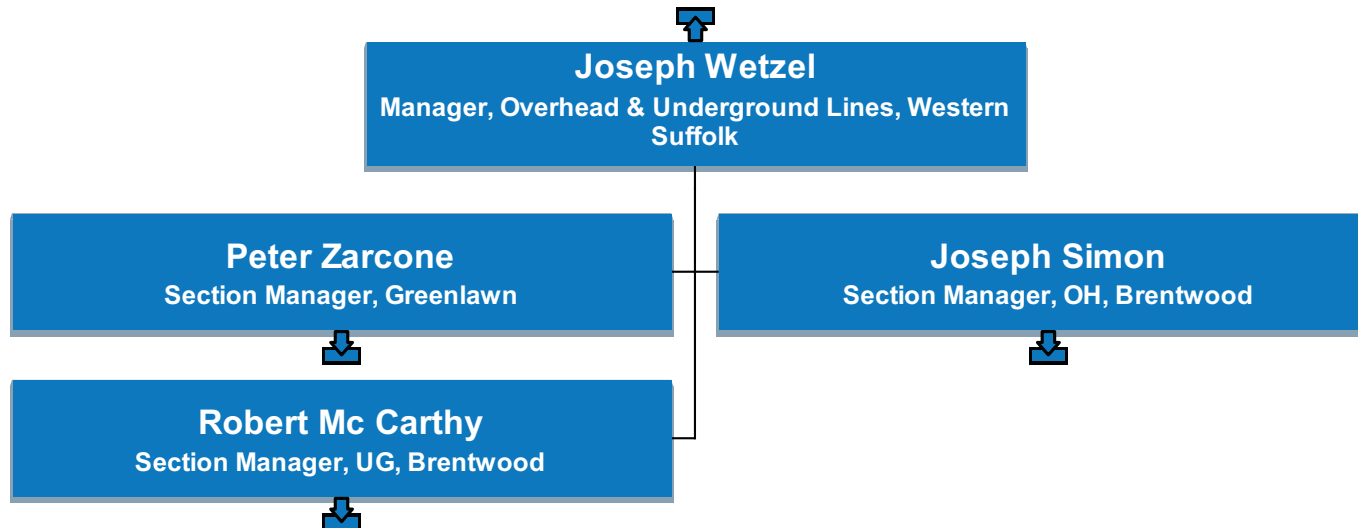 Joseph Wetzel
Manager, Overhead & Underground Lines, Western
Suffolk
Peter Zarcone
Section Manager, Greenlawn
Joseph Simon
Section Manager, OH, Brentwood
Robert Mc Carthy
Section Manager, UG, Brentwood